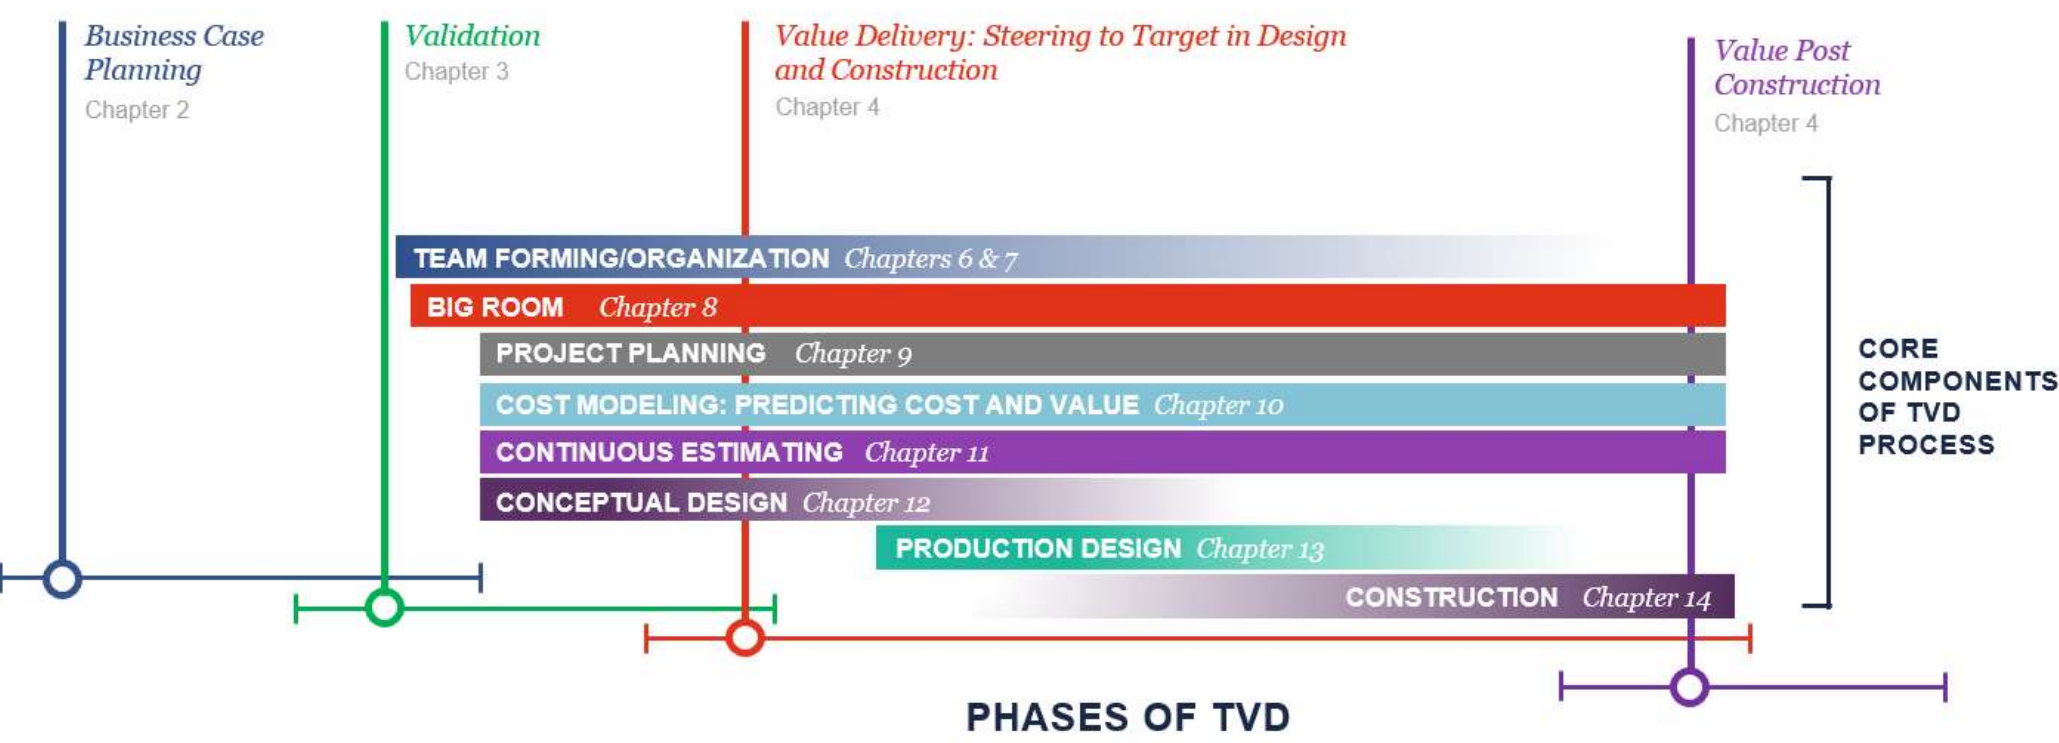 Business Case
Planning
Chapter 2
Validation
Chapter 3
Value Delivery: Steering to Target in Design
and Construction
Chapter 4
Value Post
Construction
Chapter 4
TEAM FORMING/ORGANIZATION Chapters 6 & 7
BIG ROOM Chapter 8
PROJECT PLANNING Chapter 9
COST MODELING: PREDICTING COST AND VALUE Chapter 10
CONTINUOUS ESTIMATING Chapter 11
CONCEPTUAL DESIGN Chapter 12
PRODUCTION DESIGN Chapter 13
CONSTRUCTION Chapter 14
CORE
COMPONENTS
OF TVD
PROCESS
PHASES OF TVD